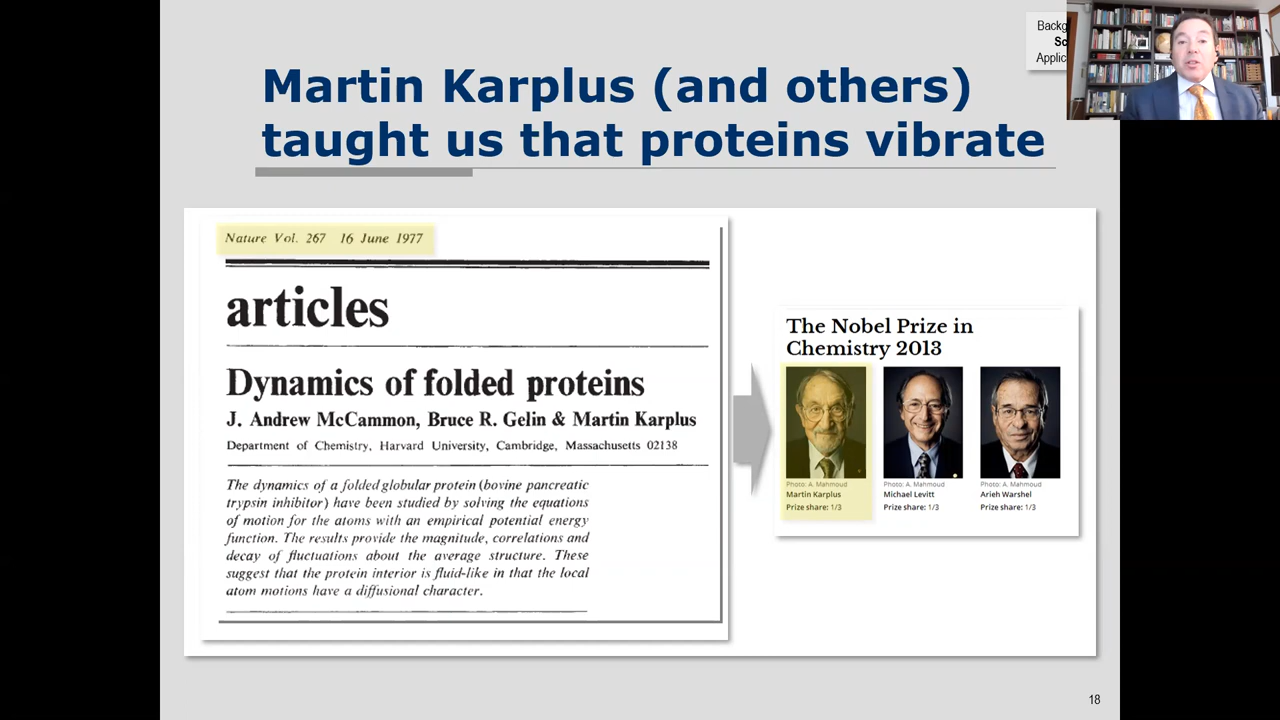 Martin Karplus (and others)
taught us that proteins vibrate
Nature Vol. 267 16 June 1977
articles
Dynamics of folded proteins
J. Andrew McCammon, Bruce R. Gelin & Martin Karplus
Department of Chemistry, Harvard University, Cambridge, Massachusetts 02138
The dynamics of a folded globular protein (bovine pancreatic
trypsin inhibitor) have been studied by solving the equations
of motion for the atoms with an empirical potential energy
function. The results provide the magnitude, correlations and
decay of fluctuations about the average structure. These
suggest that the protein interior is fluid-like in that the local
atom motions have a diffusional character.
The Nobel Prize in
Chemistry 2013
Photo: A. Mahmoud
Martin Karplus
Prize share: 1/3
Photo: A. Mahmoud
Michael Levitt
Prize share: 1/3
Photo: A. Mahmoud
Arieh Warshel
Prize share: 1/3
18